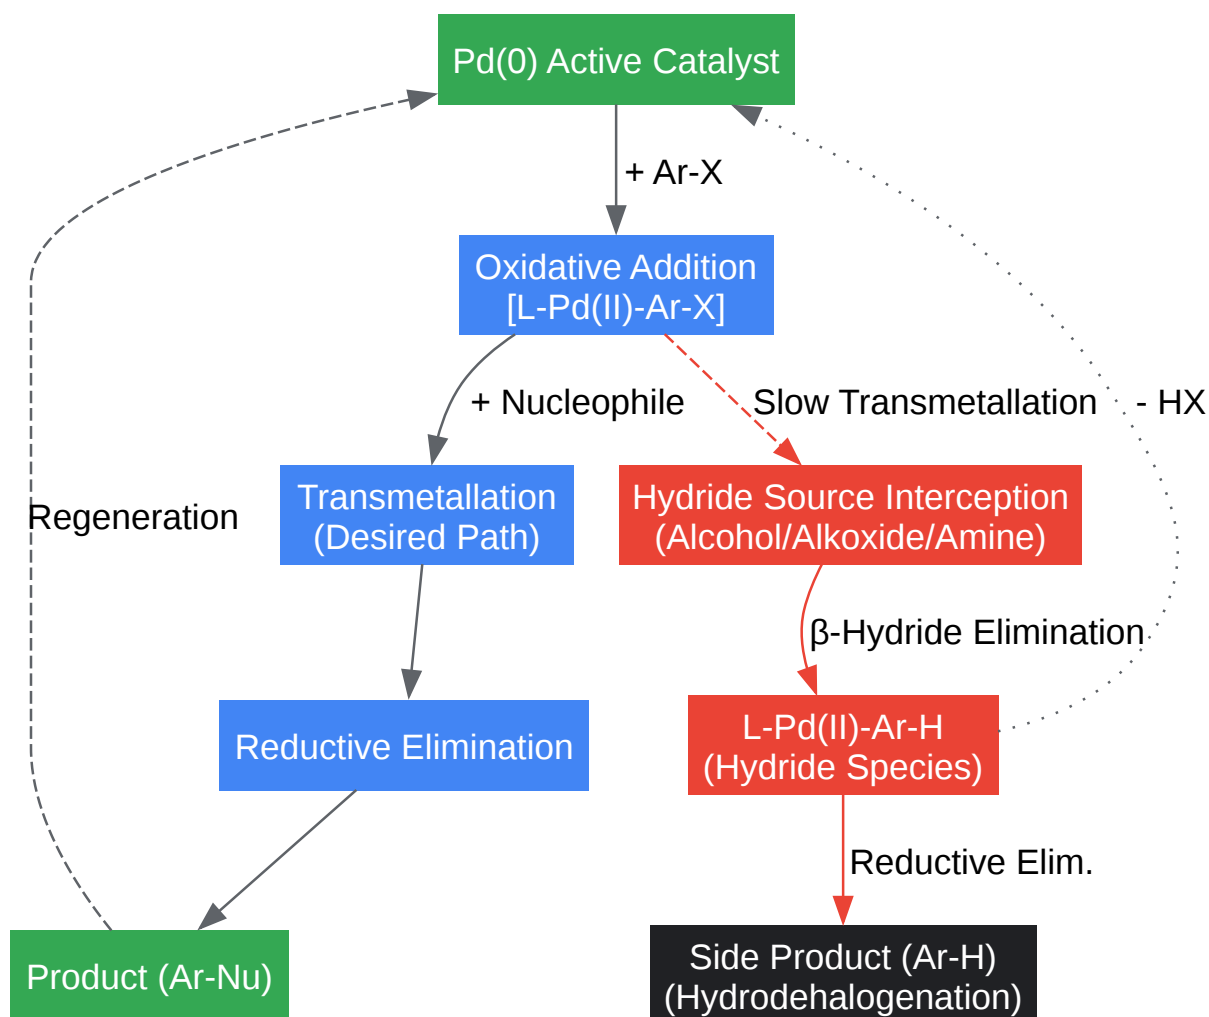 Pd(0) Active Catalyst
+ Ar-X
Oxidative Addition
[L-Pd(II)-Ar-X]
+ Nucleophile
Slow Transmetallation
- HX
Transmetallation
(Desired Path)
Hydride Source Interception
(Alcohol/Alkoxide/Amine)
Regeneration
β-Hydride Elimination
Reductive Elimination
L-Pd(II)-Ar-H
(Hydride Species)
Reductive Elim.
Product (Ar-Nu)
Side Product (Ar-H)
(Hydrodehalogenation)